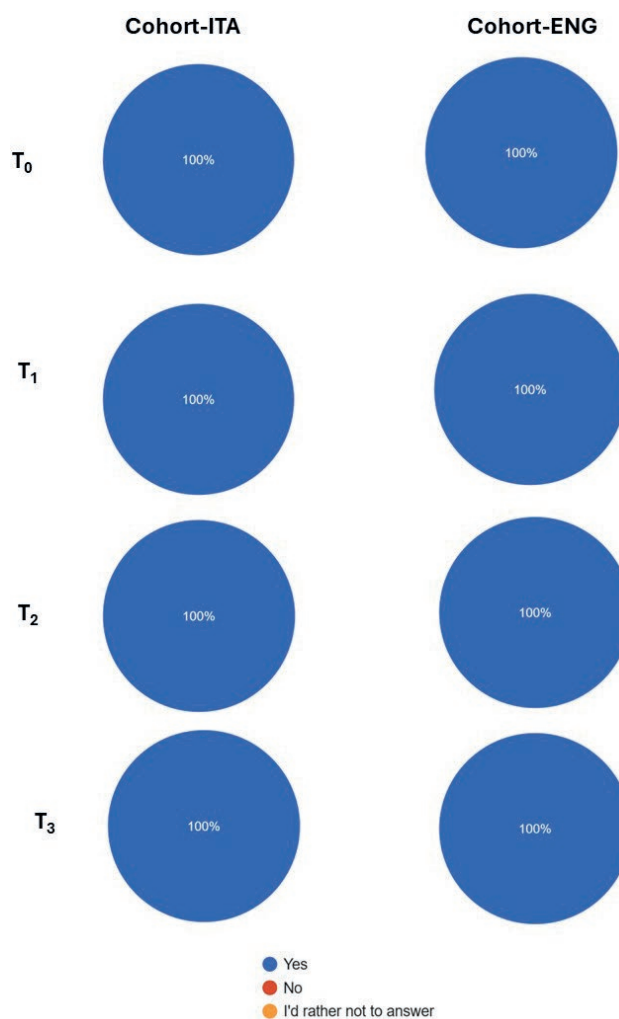 Cohort-ITA Cohort-ENG
T₀ 100% 100%
T₁ 100% 100%
T₂ 100% 100%
T₃ 100% 100%
Yes
No
I'd rather not to answer